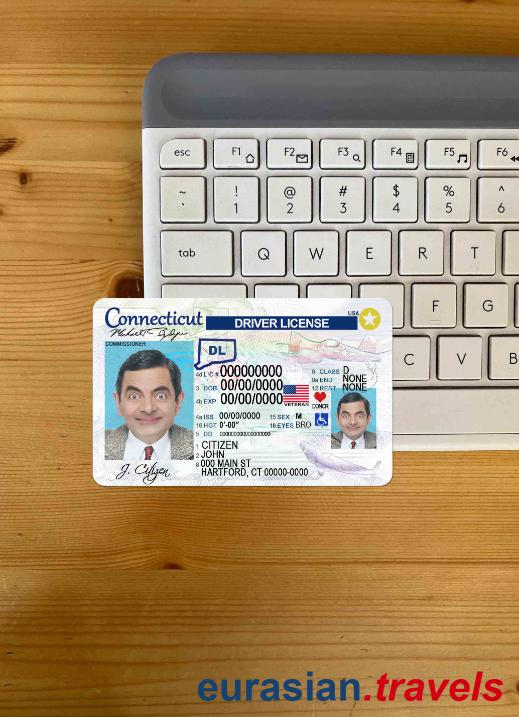 esc
F1 F2 F3 F4 F5 F6
~ ! @ # $ % ^
` 1 2 3 4 5 6
tab Q W E R T
F G
C V B
Connecticut
USA
DRIVER LICENSE
COMMISSIONER
DL
000000000
9 CLASS D
3 DOB 00/00/0000
9a END NONE
4b EXP 00/00/0000
12 REST NONE
VETERAN DONOR
4a ISS 00/00/0000 15 SEX M
16 HGT 0'-00" 18 EYES BRO
5 DD
1 CITIZEN
2 JOHN
8 000 MAIN ST
HARTFORD, CT 00000-0000
J. Citizen
eurasian.travels